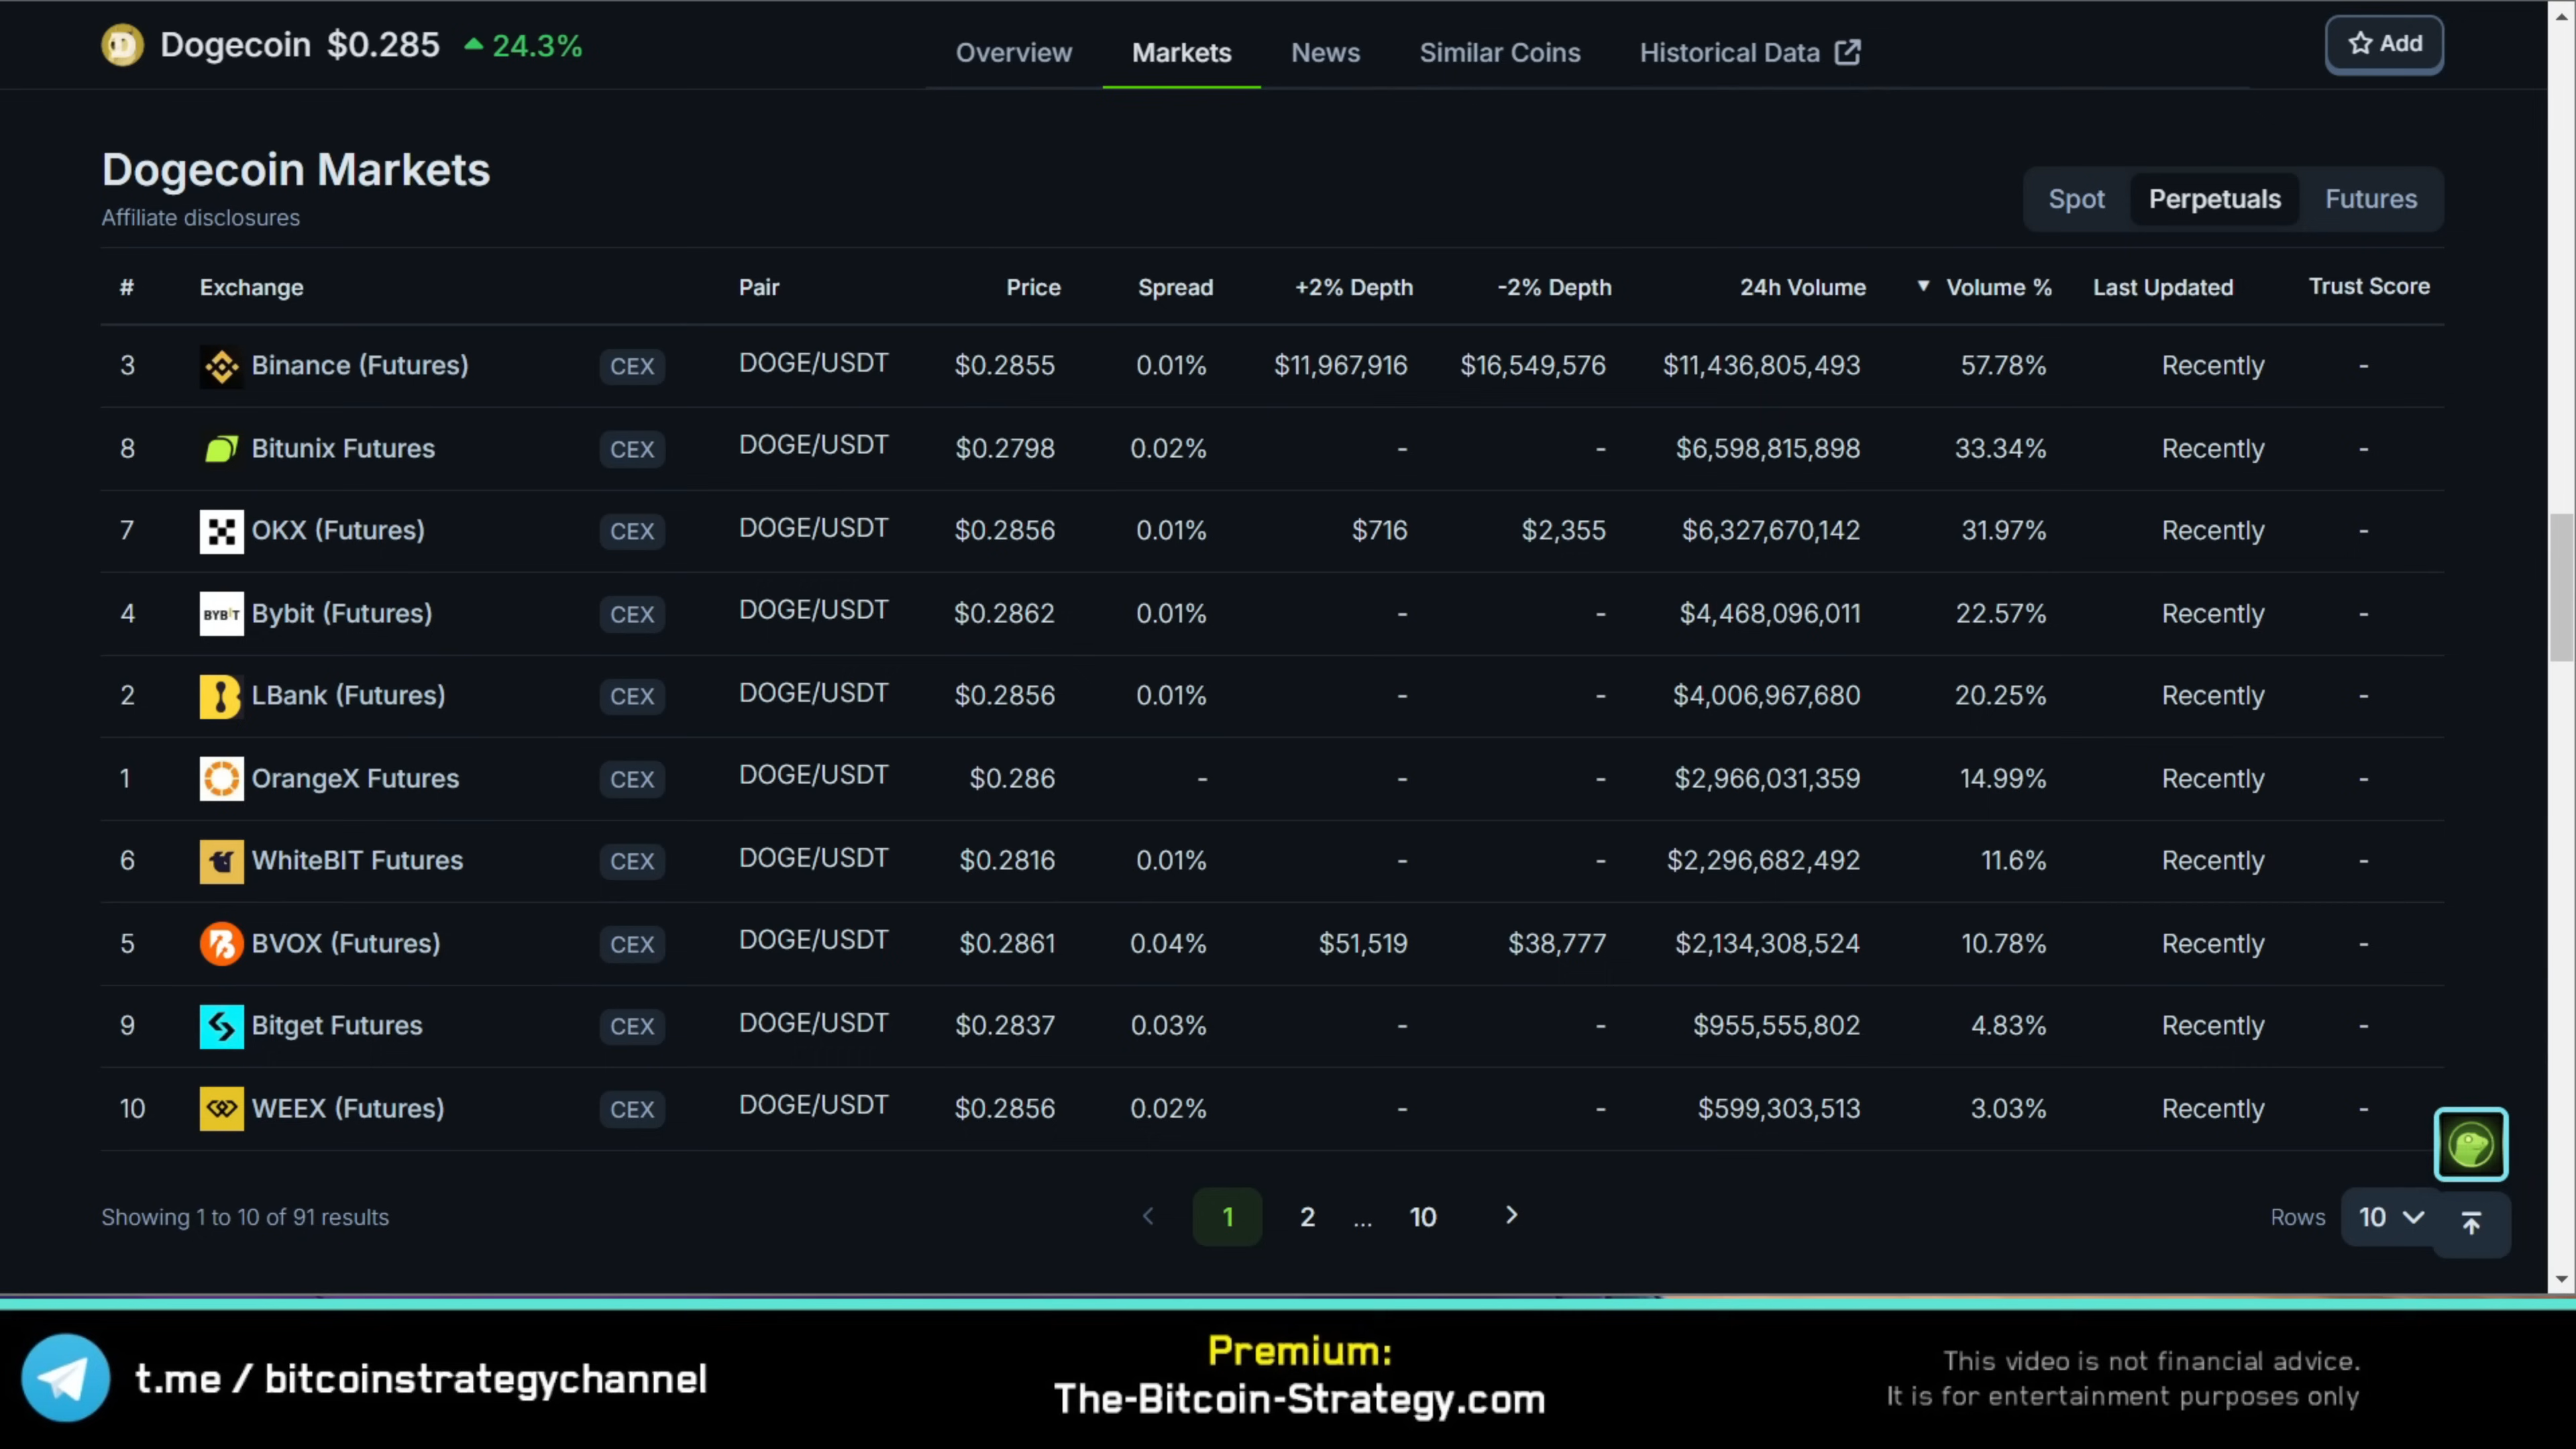 Dogecoin $0.285 ▲ 24.3%
Overview Markets News Similar Coins Historical Data
Add
Dogecoin Markets
Affiliate disclosures
Spot Perpetuals Futures
# Exchange Pair Price Spread +2% Depth -2% Depth 24h Volume ▼ Volume % Last Updated Trust Score
3 Binance (Futures) CEX DOGE/USDT $0.2855 0.01% $11,967,916 $16,549,576 $11,436,805,493 57.78% Recently -
8 Bitunix Futures CEX DOGE/USDT $0.2798 0.02% - - $6,598,815,898 33.34% Recently -
7 OKX (Futures) CEX DOGE/USDT $0.2856 0.01% $716 $2,355 $6,327,670,142 31.97% Recently -
4 BYBIT Bybit (Futures) CEX DOGE/USDT $0.2862 0.01% - - $4,468,096,011 22.57% Recently -
2 LBank (Futures) CEX DOGE/USDT $0.2856 0.01% - - $4,006,967,680 20.25% Recently -
1 OrangeX Futures CEX DOGE/USDT $0.286 - - - $2,966,031,359 14.99% Recently -
6 WhiteBIT Futures CEX DOGE/USDT $0.2816 0.01% - - $2,296,682,492 11.6% Recently -
5 BVOX (Futures) CEX DOGE/USDT $0.2861 0.04% $51,519 $38,777 $2,134,308,524 10.78% Recently -
9 Bitget Futures CEX DOGE/USDT $0.2837 0.03% - - $955,555,802 4.83% Recently -
10 WEEX (Futures) CEX DOGE/USDT $0.2856 0.02% - - $599,303,513 3.03% Recently -
Showing 1 to 10 of 91 results
1 2 ... 10
Rows 10
t.me / bitcoinstrategychannel
Premium:
The-Bitcoin-Strategy.com
This video is not financial advice.
It is for entertainment purposes only